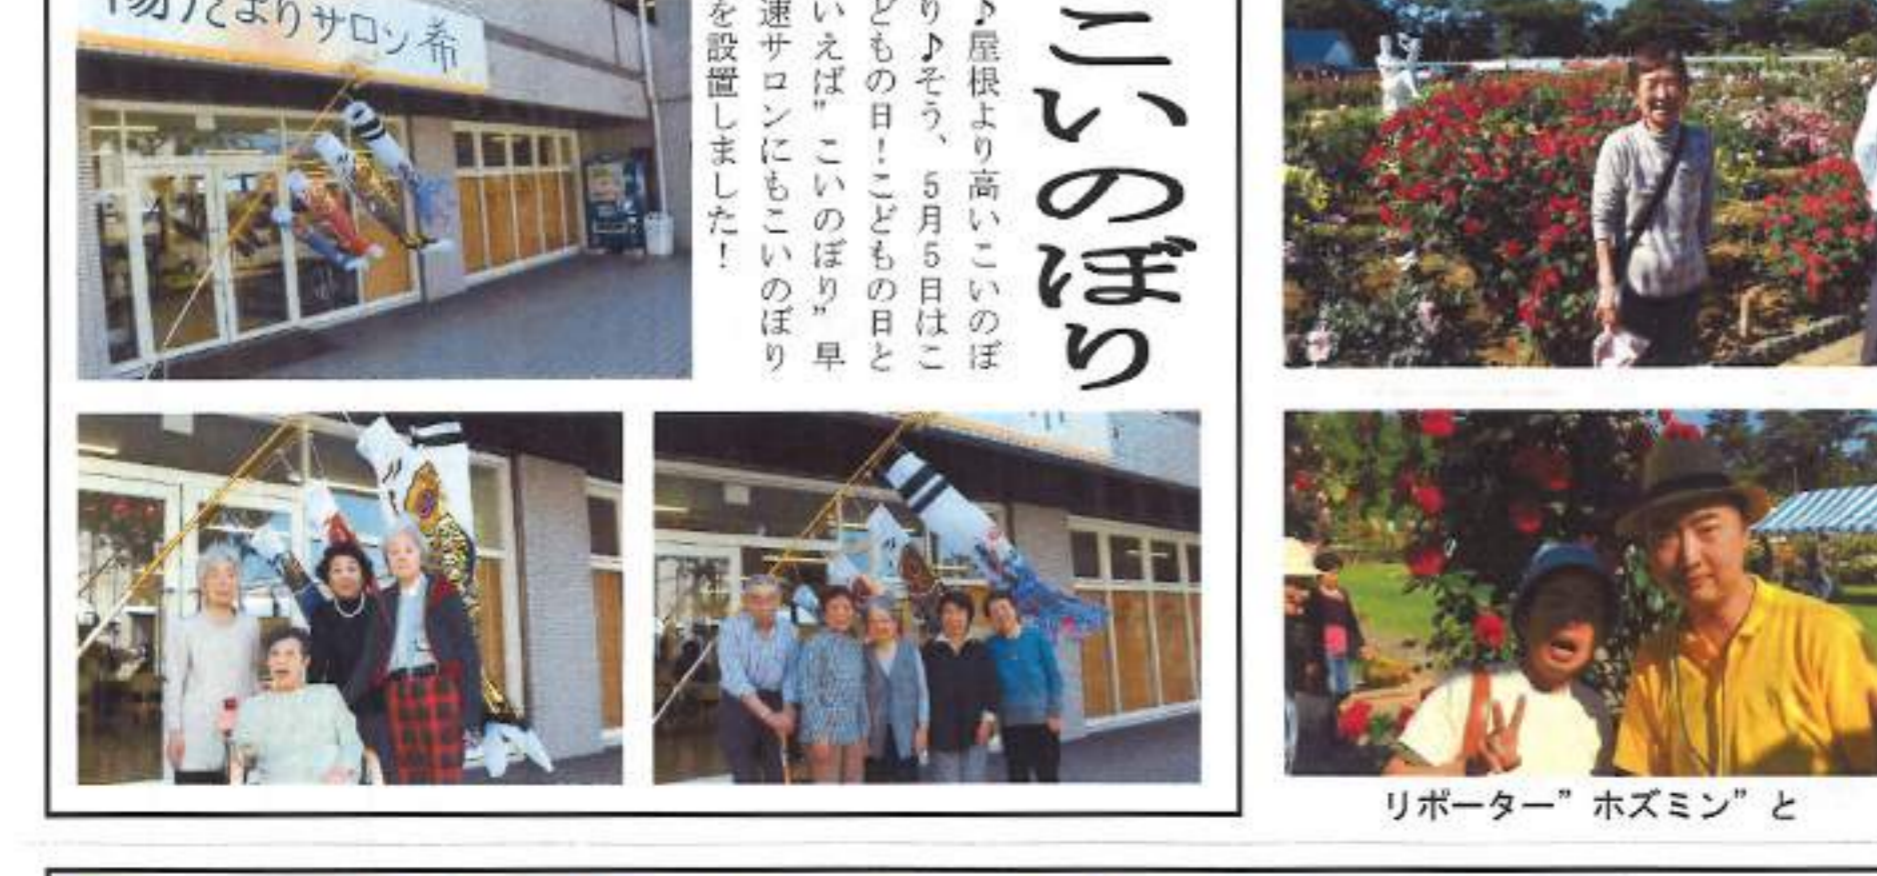 陽だまりサロン希
こいのぼり
♪屋根より高いこいのぼ
り♪そう、5月5日はこ
どもの日！こどもの日と
いえば”こいのぼり”早
速サロンにもこいのぼり
を設置しました！
リポーター”ホズミン”と